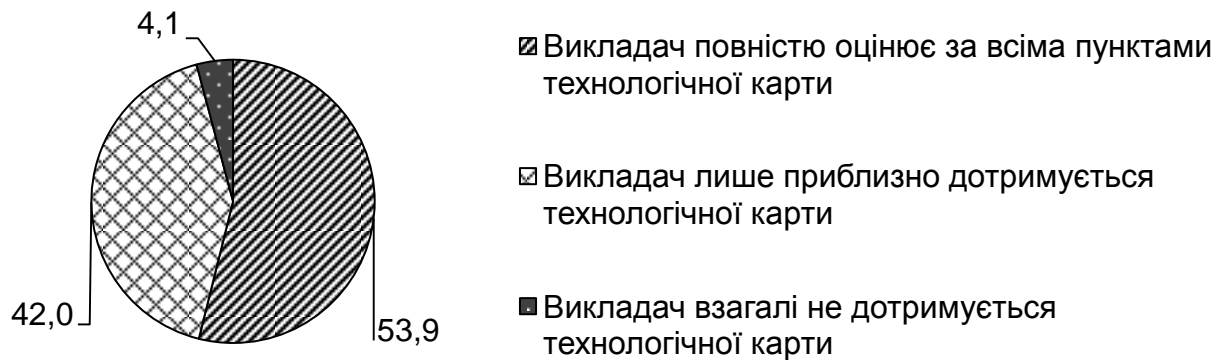 4,1
42,0
53,9
Викладач повністю оцінює за всіма пунктами
технологічної карти
Викладач лише приблизно дотримується
технологічної карти
Викладач взагалі не дотримується
технологічної карти